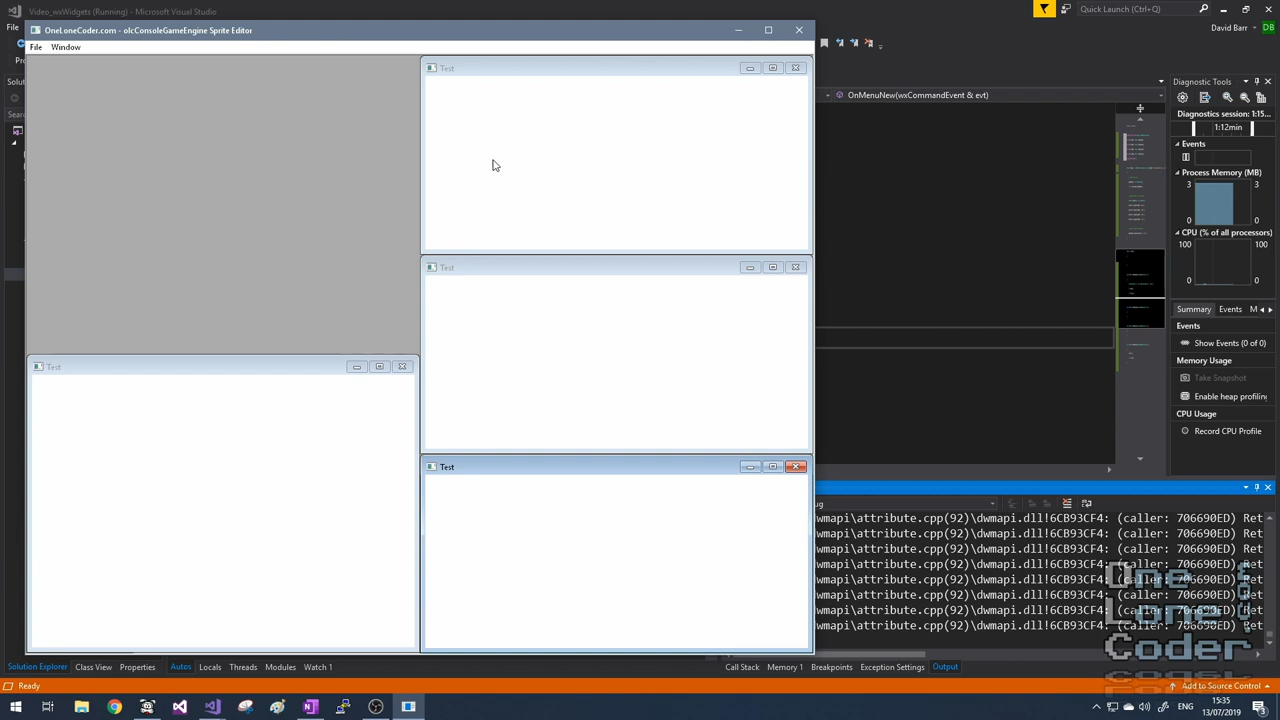 Video_wxWidgets (Running) - Microsoft Visual Studio
Quick Launch (Ctrl+Q)
OneLoneCoder.com - olcConsoleGameEngine Sprite Editor
David Barr
DB
File
Window
Test
Test
Test
Test
OnMenuNew(wxCommandEvent & evt)
Diagnostic Tools
Diagnostics session: 1:15...
1:12min
Events
Process Memory (MB)
3
3
0
0
CPU (% of all processors)
100
100
0
0
Summary
Events
M
Events
Show Events (0 of 0)
Memory Usage
Take Snapshot
Enable heap profiling
CPU Usage
Record CPU Profile
wmapi\attribute.cpp(92)\dwmapi.dll!6CB93CF4: (caller: 706690ED) Ret
wmapi\attribute.cpp(92)\dwmapi.dll!6CB93CF4: (caller: 706690ED) Ret
wmapi\attribute.cpp(92)\dwmapi.dll!6CB93CF4: (caller: 706690ED) Ret
wmapi\attribute.cpp(92)\dwmapi.dll!6CB93CF4: (caller: 706690ED) Ret
wmapi\attribute.cpp(92)\dwmapi.dll!6CB93CF4: (caller: 706690ED) Ret
wmapi\attribute.cpp(92)\dwmapi.dll!6CB93CF4: (caller: 706690ED)
wmapi\attribute.cpp(92)\dwmapi.dll!6CB93CF4: (caller: 706690ED)
wmapi\attribute.cpp(92)\dwmapi.dll!6CB93CF4: (caller: 706690ED)
One
Lone
Coder
Solution Explorer
Class View
Properties
Autos
Locals
Threads
Modules
Watch 1
Call Stack
Memory 1
Breakpoints
Exception Settings
Output
Ready
Add to Source Control
15:35
13/07/2019